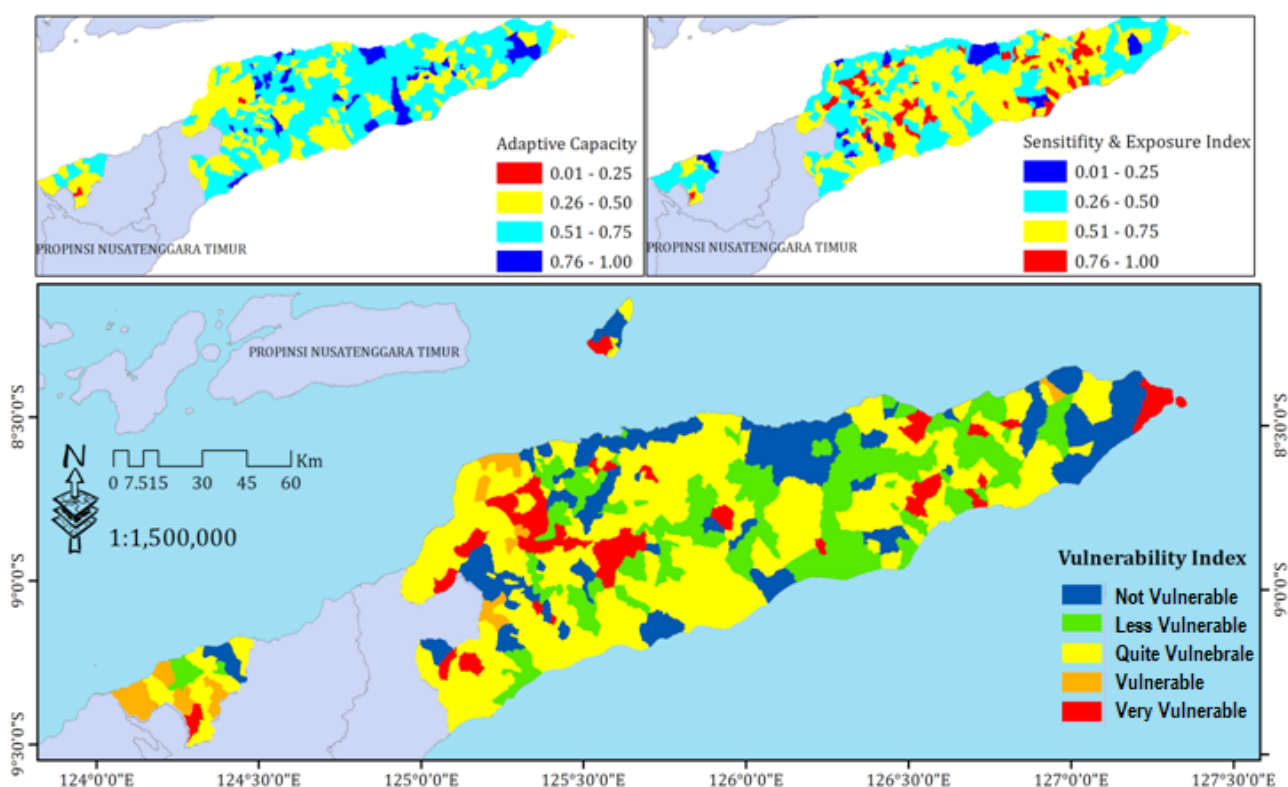 Adaptive Capacity
0.01 - 0.25
0.26 - 0.50
0.51 - 0.75
0.76 - 1.00
PROPINSI NUSATENGGARA TIMUR
Sensitifity & Exposure Index
0.01 - 0.25
0.26 - 0.50
0.51 - 0.75
0.76 - 1.00
PROPINSI NUSATENGGARA TIMUR
PROPINSI NUSATENGGARA TIMUR
8°30'0"S
8°30'0"S
N
Km
0 7.515 30 45 60
1:1,500,000
Vulnerability Index
Not Vulnerable
Less Vulnerable
Quite Vulnebrale
Vulnerable
Very Vulnerable
9°0'0"S
9°0'0"S
9°30'0"S
9°30'0"S
124°0'0"E 124°30'0"E 125°0'0"E 125°30'0"E 126°0'0"E 126°30'0"E 127°0'0"E 127°30'0"E